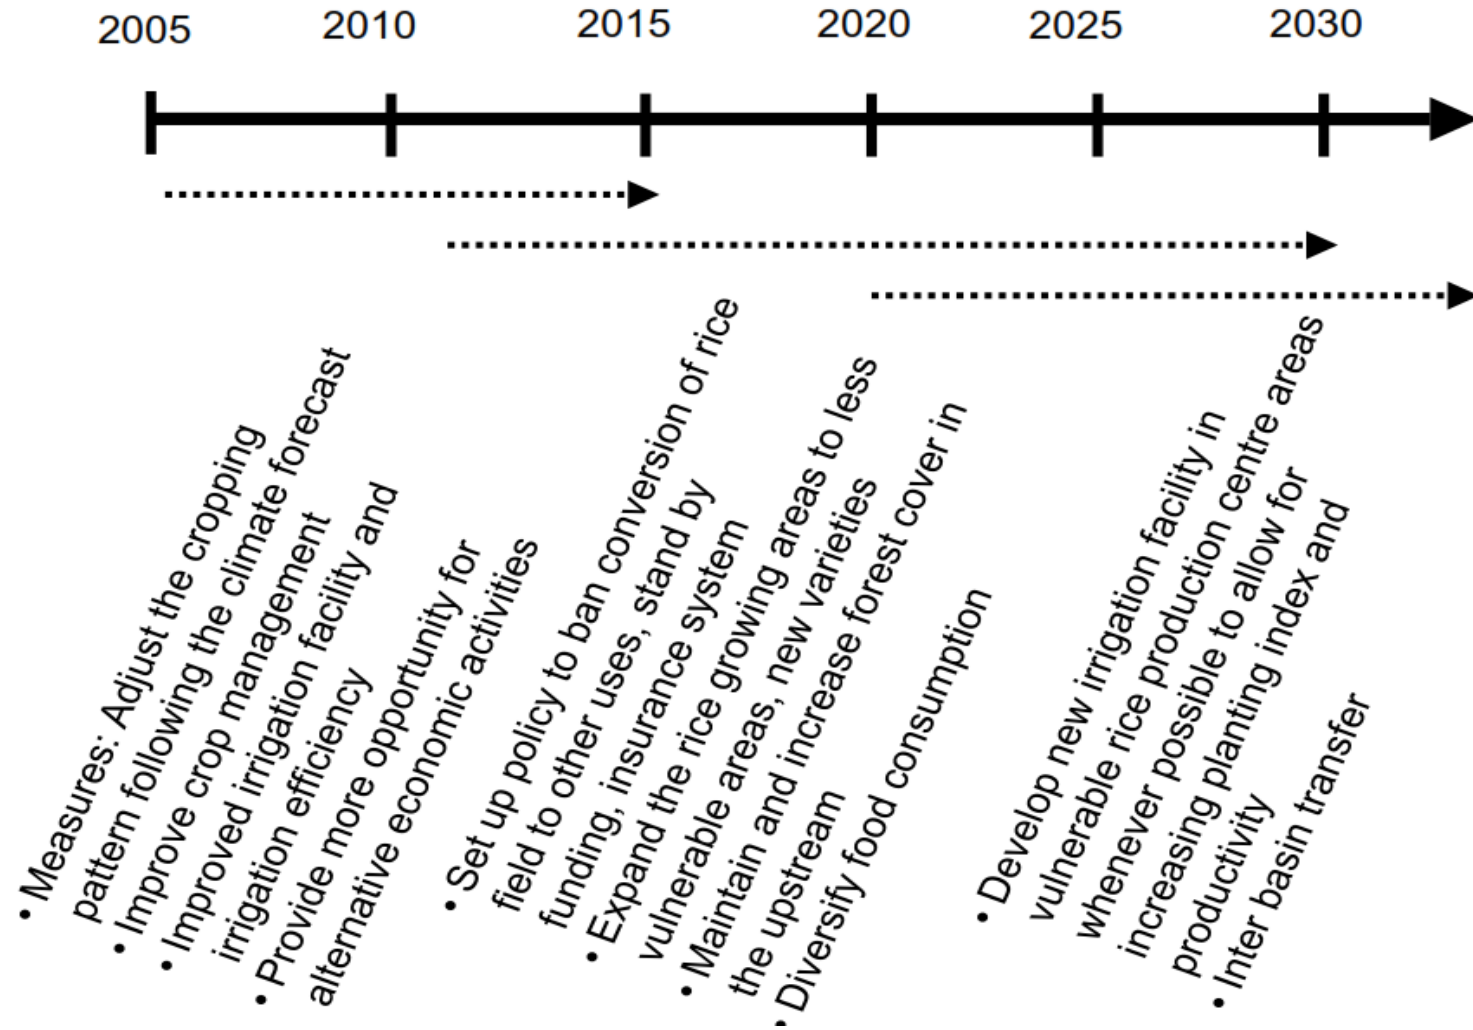 2005 2010 2015 2020 2025 2030
• Measures: Adjust the cropping
pattern following the climate forecast
• Improve crop management
• Improved irrigation facility and
irrigation efficiency
• Provide more opportunity for
alternative economic activities
• Set up policy to ban conversion of rice
field to other uses, stand by
funding, insurance system
• Expand the rice growing areas to less
vulnerable areas, new varieties
• Maintain and increase forest cover in
the upstream
• Diversify food consumption
• Develop new irrigation facility in
vulnerable rice production centre areas
whenever possible to allow for
increasing planting index and
productivity
• Inter basin transfer